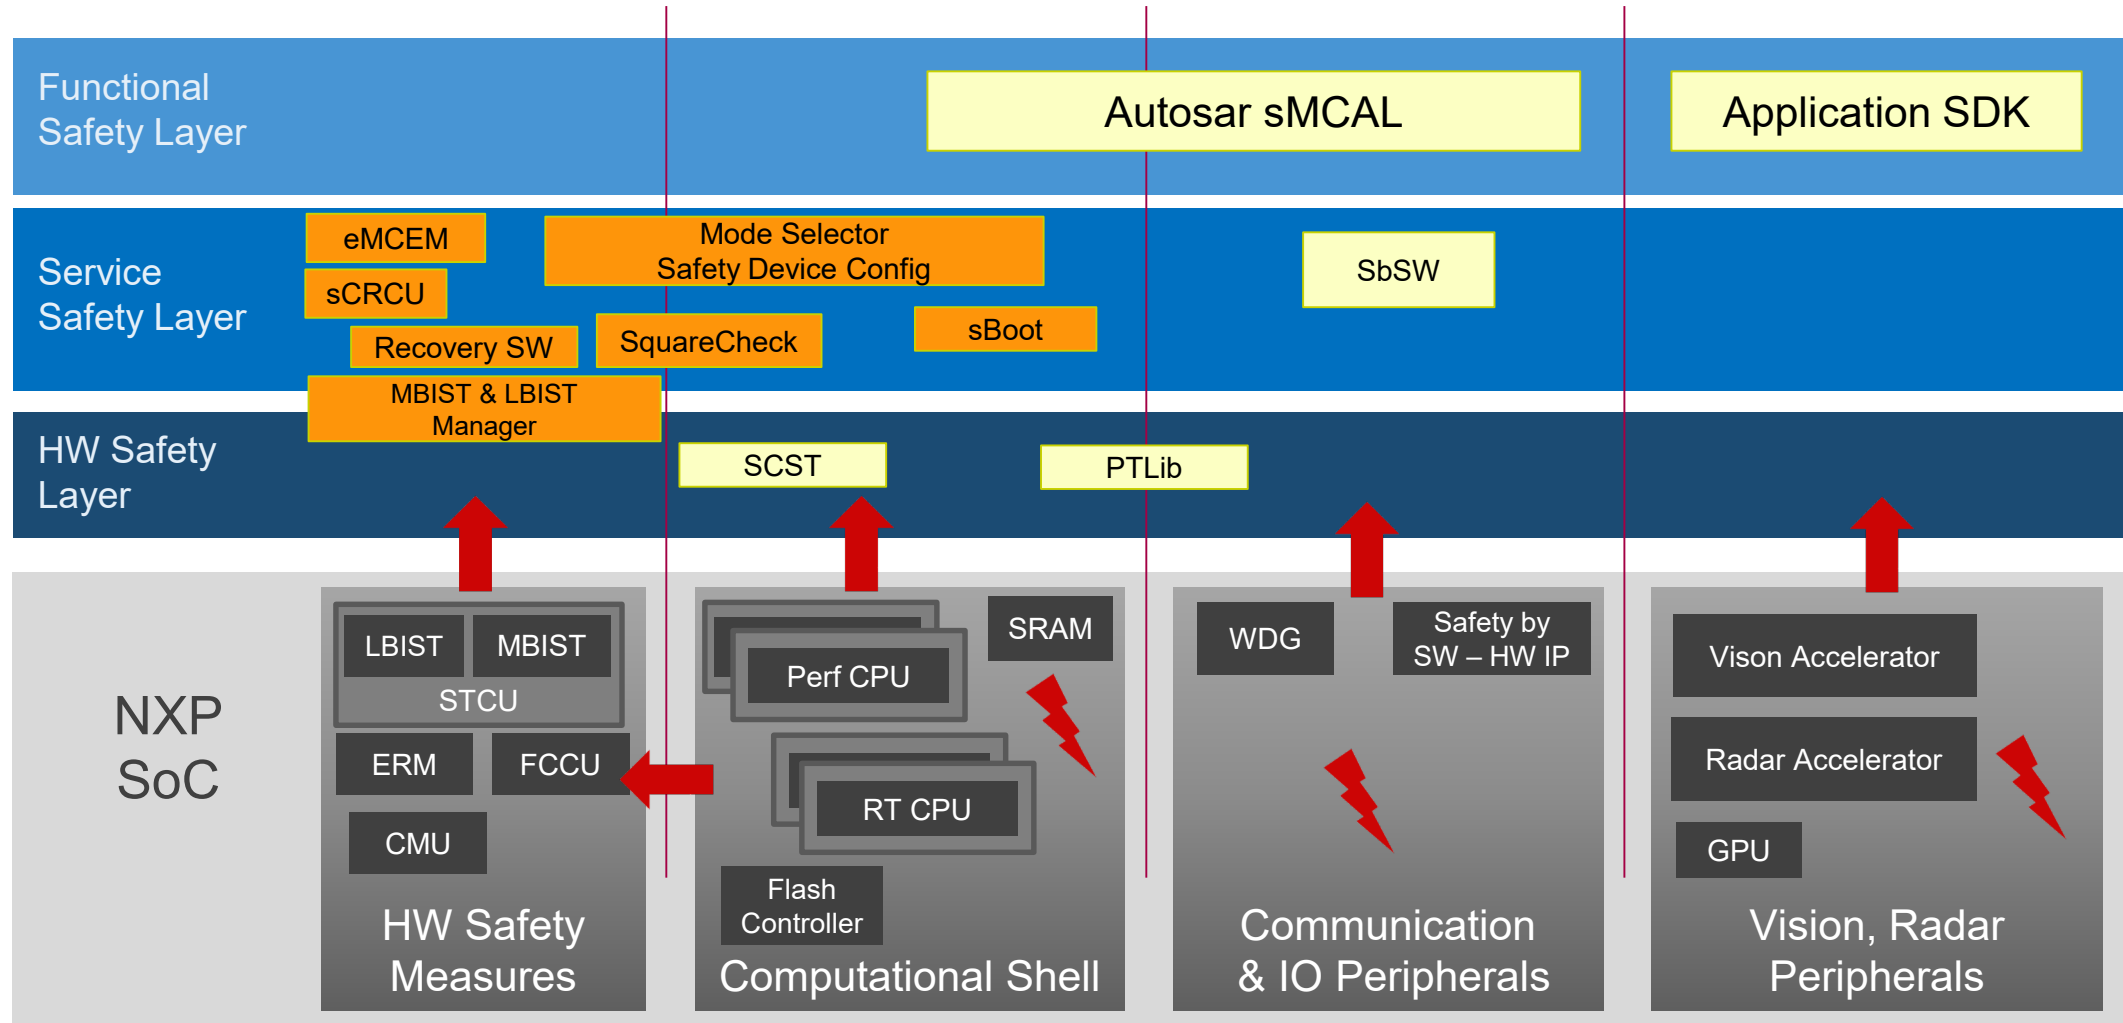 Functional
Safety Layer
Autosar sMCAL
Application SDK
Service
Safety Layer
eMCEM
sCRCU
Recovery SW
MBIST & LBIST
Manager
Mode Selector
Safety Device Config
SquareCheck
sBoot
SbSW
HW Safety
Layer
SCST
PTLib
NXP
SoC
LBIST
MBIST
STCU
ERM
FCCU
CMU
HW Safety
Measures
Perf CPU
SRAM
RT CPU
Flash
Controller
Computational Shell
WDG
Safety by
SW – HW IP
Communication
& IO Peripherals
Vison Accelerator
Radar Accelerator
GPU
Vision, Radar
Peripherals